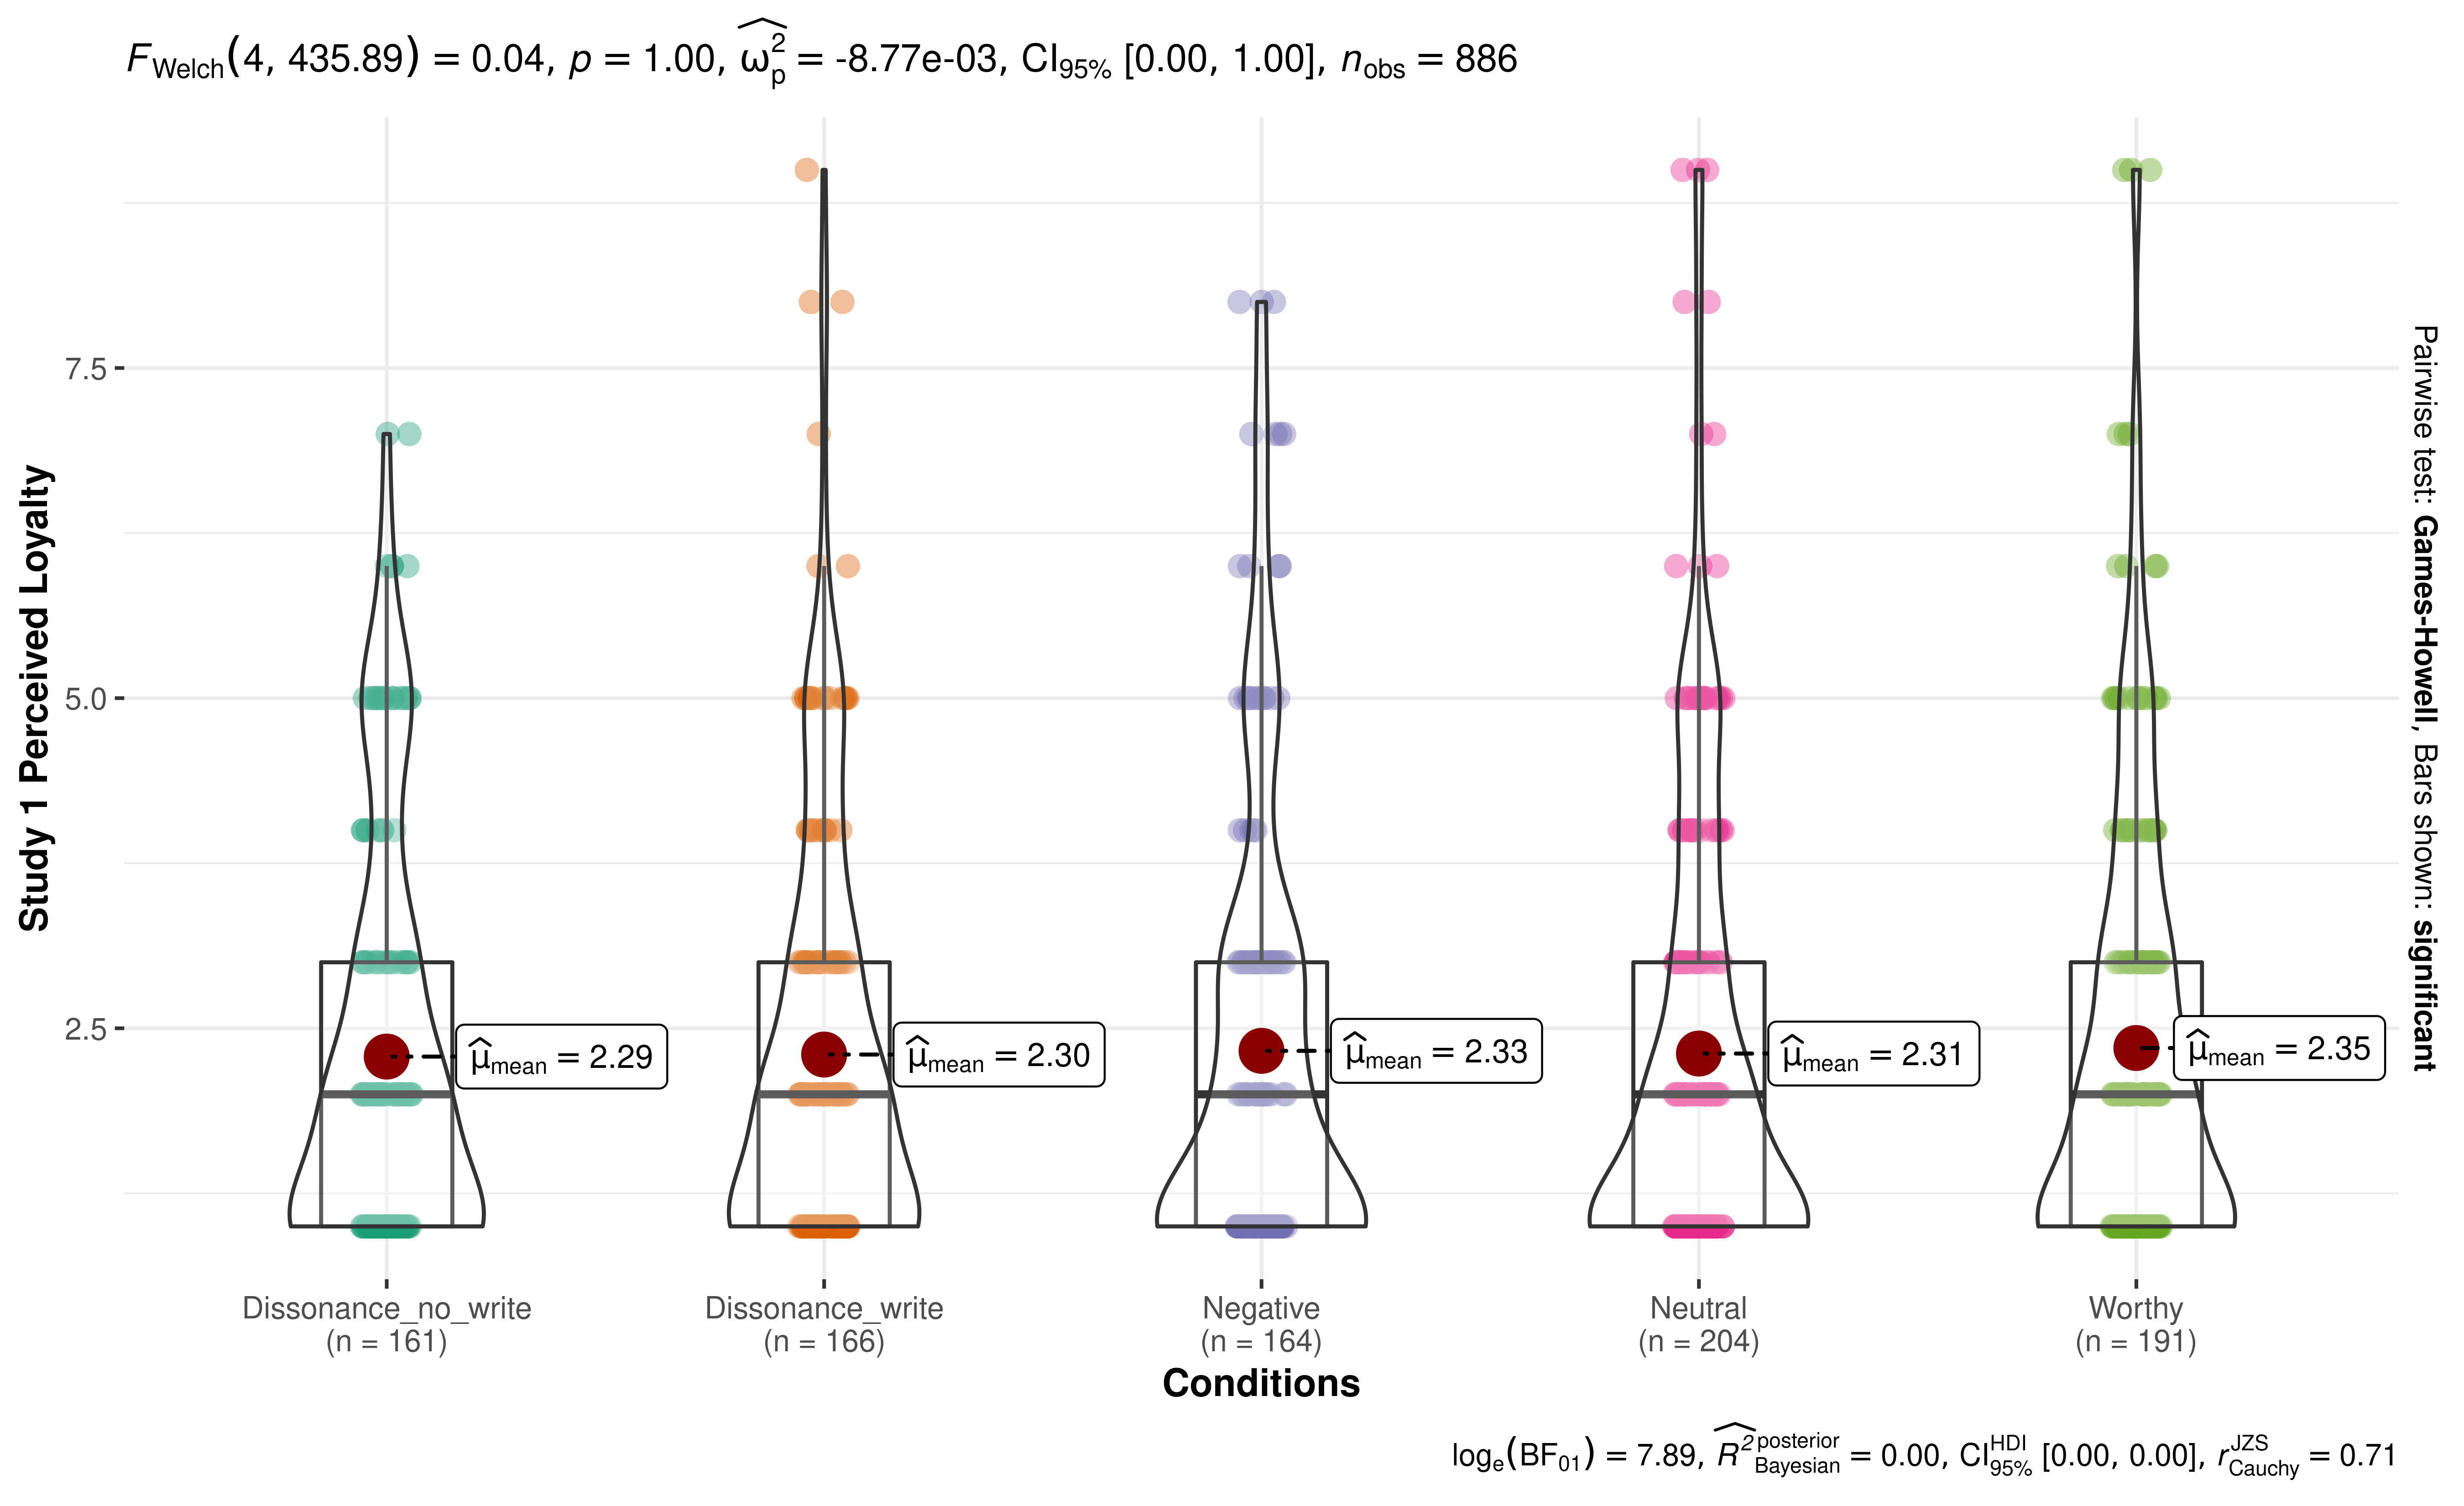 F_Welch(4, 435.89) = 0.04, p = 1.00, ω̂²_p = -8.77e-03, CI_95% [0.00, 1.00], n_obs = 886
Study 1 Perceived Loyalty
7.5
5.0
2.5
μ̂_mean = 2.29
μ̂_mean = 2.30
μ̂_mean = 2.33
μ̂_mean = 2.31
μ̂_mean = 2.35
Pairwise test: Games-Howell, Bars shown: significant
Dissonance_no_write
(n = 161)
Dissonance_write
(n = 166)
Negative
(n = 164)
Neutral
(n = 204)
Worthy
(n = 191)
Conditions
log_e(BF_01) = 7.89, R̂²^posterior_Bayesian = 0.00, CI^HDI_95% [0.00, 0.00], r^JZS_Cauchy = 0.71